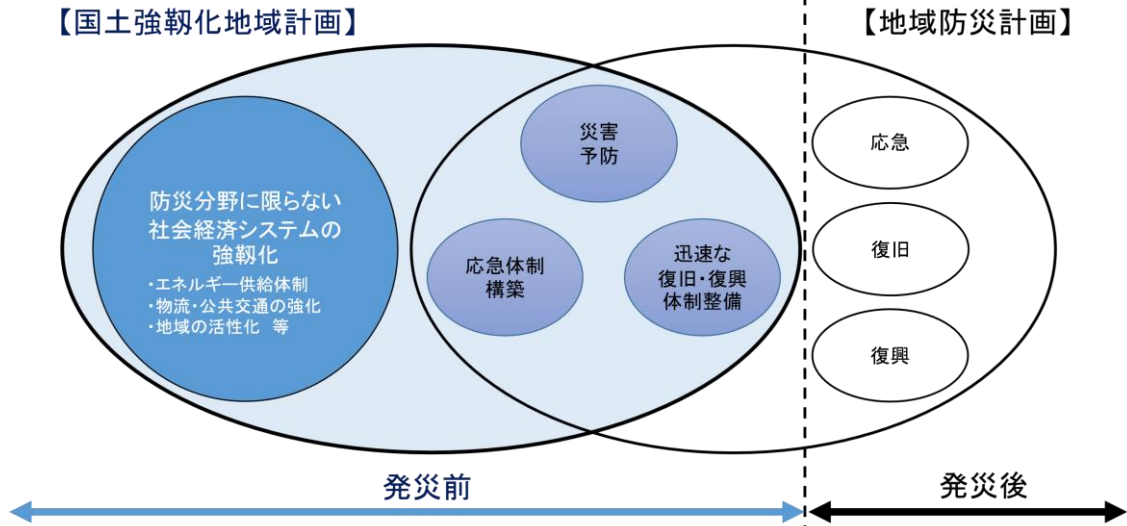 【国土強靱化地域計画】
【地域防災計画】
防災分野に限らない
社会経済システムの
強靱化
・エネルギー供給体制
・物流・公共交通の強化
・地域の活性化 等
災害
予防
応急体制
構築
迅速な
復旧・復興
体制整備
応急
復旧
復興
発災前
発災後